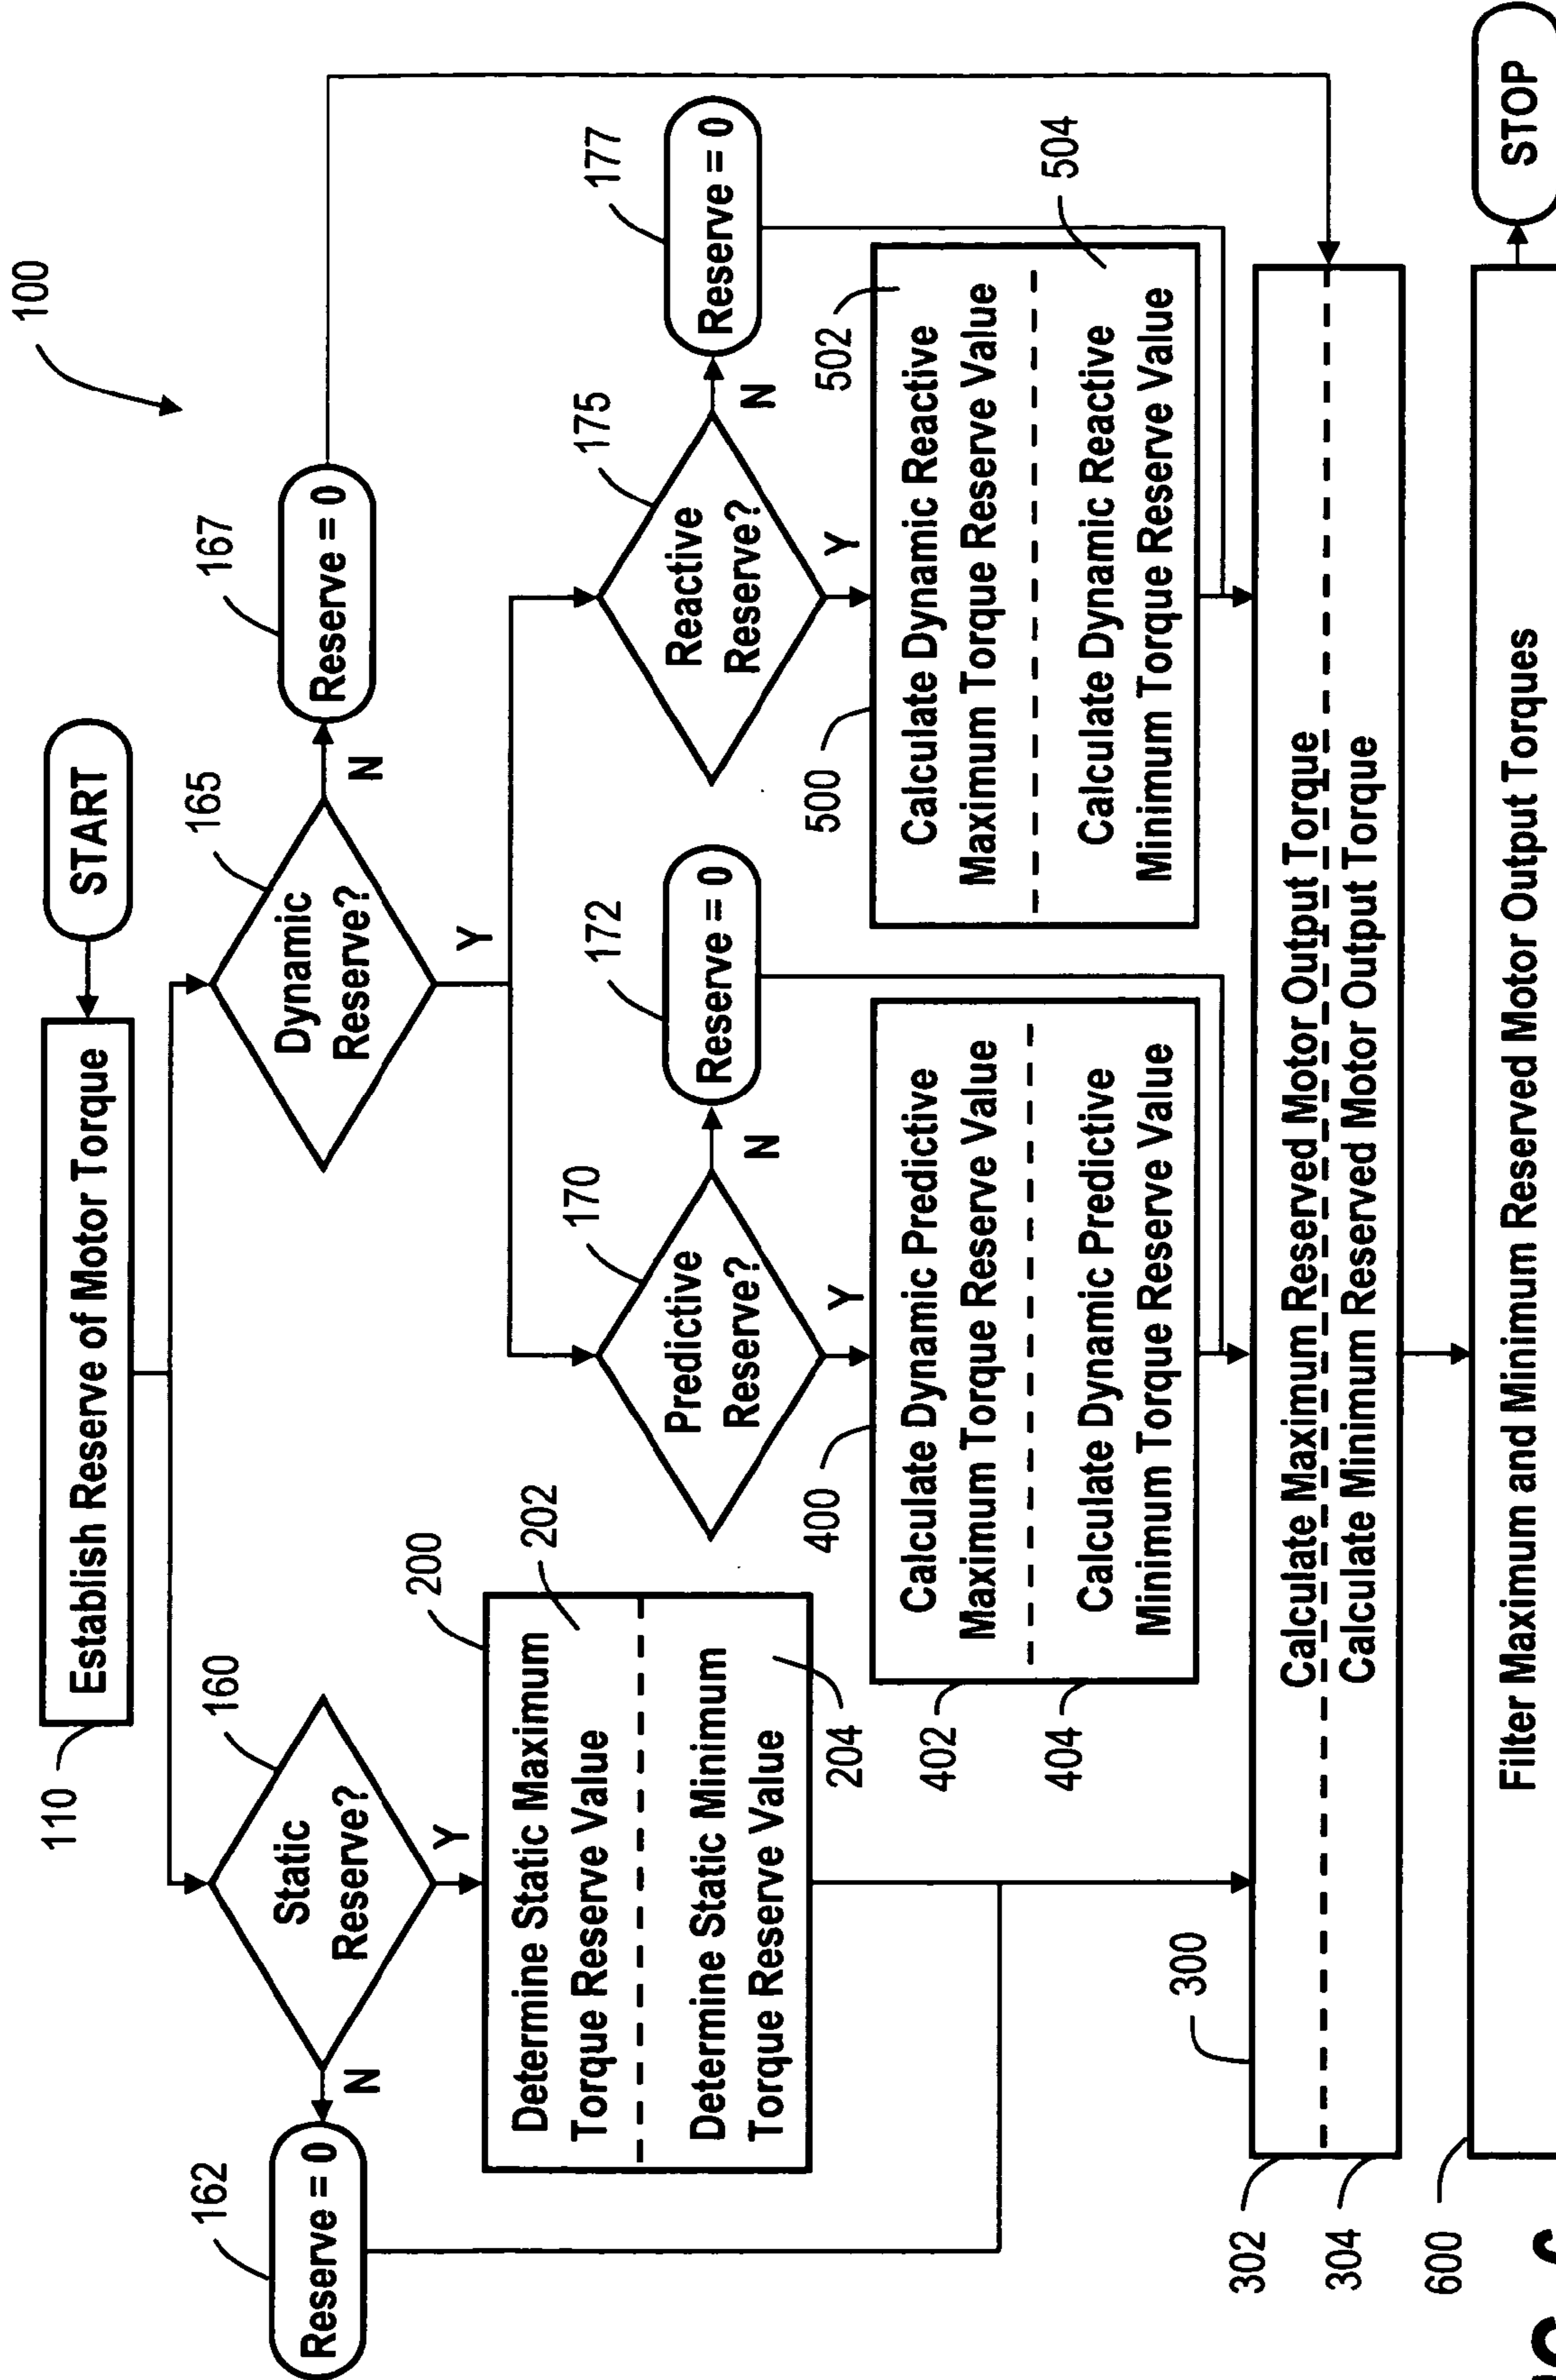 100
START
Establish Reserve of Motor Torque
110
160
Static
Reserve?
N
Y
162
Reserve = 0
165
Dynamic
Reserve?
N
Y
167
Reserve = 0
200
202
Determine Static Maximum
Torque Reserve Value
Determine Static Minimum
Torque Reserve Value
204
170
Predictive
Reserve?
N
Y
172
Reserve = 0
175
Reactive
Reserve?
N
Y
177
Reserve = 0
400
Calculate Dynamic Predictive
Maximum Torque Reserve Value
Calculate Dynamic Predictive
Minimum Torque Reserve Value
402
404
500
502
Calculate Dynamic Reactive
Maximum Torque Reserve Value
Calculate Dynamic Reactive
Minimum Torque Reserve Value
504
300
Calculate Maximum Reserved Motor Output Torque
Calculate Minimum Reserved Motor Output Torque
302
304
600
Filter Maximum and Minimum Reserved Motor Output Torques
STOP